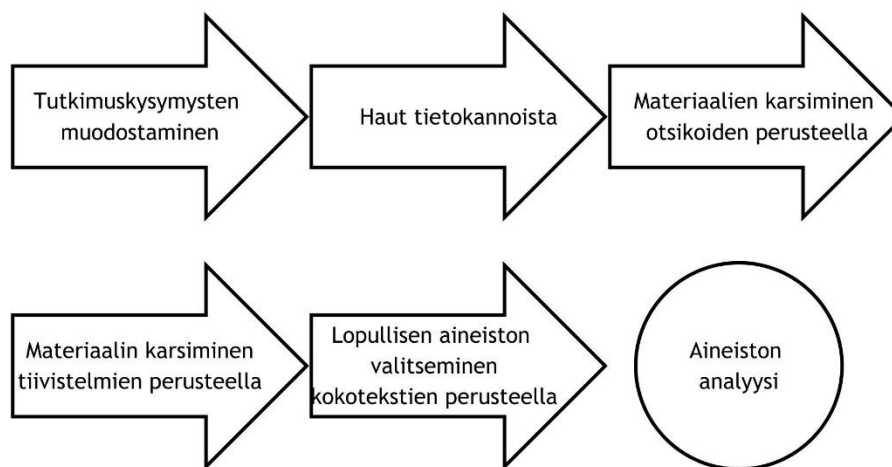 Tutkimuskysymysten
muodostaminen
Haut tietokannoista
Materiaalien karsiminen
otsikoiden perusteella
Materiaalin karsiminen
tiivistelmien perusteella
Lopullisen aineiston
valitseminen
kokotekstien perusteella
Aineiston
analyysi